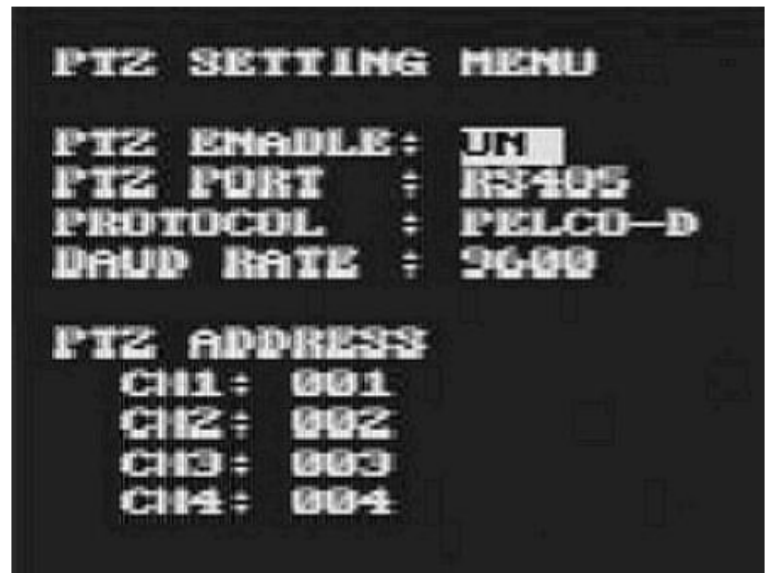 PTZ SETTING MENU
PTZ ENABLE: ON
PTZ PORT : RS485
PROTOCOL : PELCO-D
BAUD RATE : 9600
PTZ ADDRESS
CH1: 001
CH2: 002
CH3: 003
CH4: 004